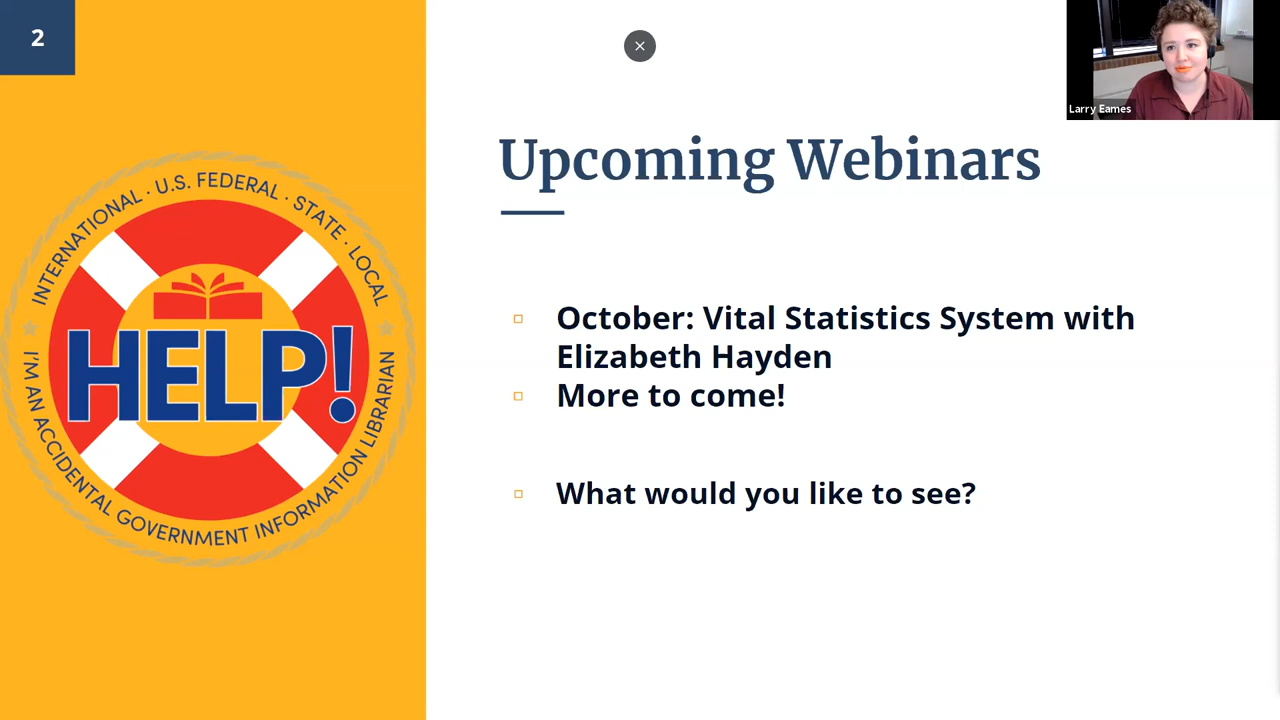 2
INTERNATIONAL · U.S. FEDERAL · STATE · LOCAL
HELP!
I'M AN ACCIDENTAL GOVERNMENT INFORMATION LIBRARIAN
Larry Eames
Upcoming Webinars
October: Vital Statistics System with
Elizabeth Hayden
More to come!
What would you like to see?